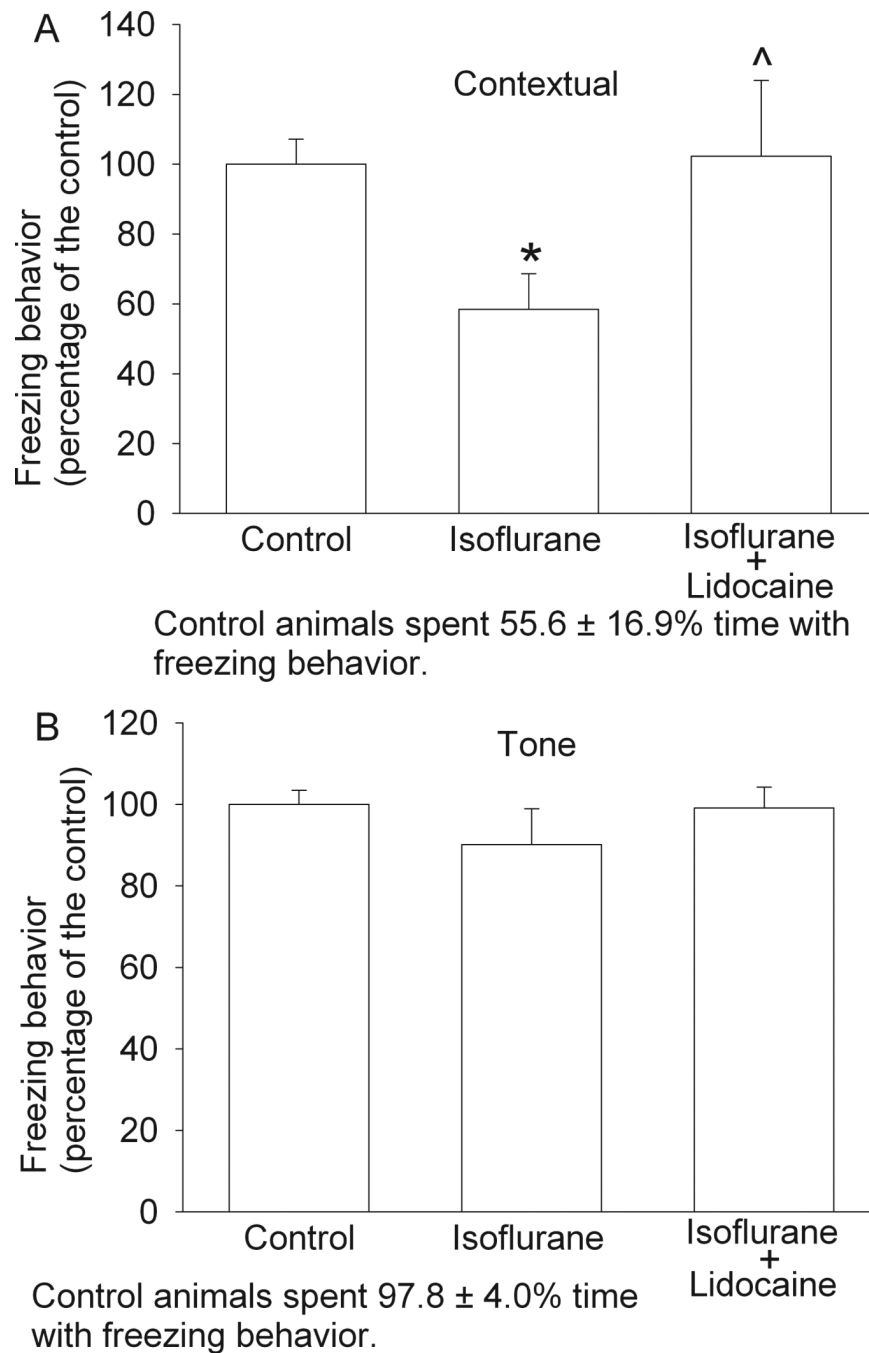 A
Contextual
Freezing behavior
(percentage of the control)
140
120
100
80
60
40
20
0
*
^
Control
Isoflurane
Isoflurane
+
Lidocaine
Control animals spent 55.6 ± 16.9% time with
freezing behavior.
B
Tone
Freezing behavior
(percentage of the control)
120
100
80
60
40
20
0
Control
Isoflurane
Isoflurane
+
Lidocaine
Control animals spent 97.8 ± 4.0% time
with freezing behavior.